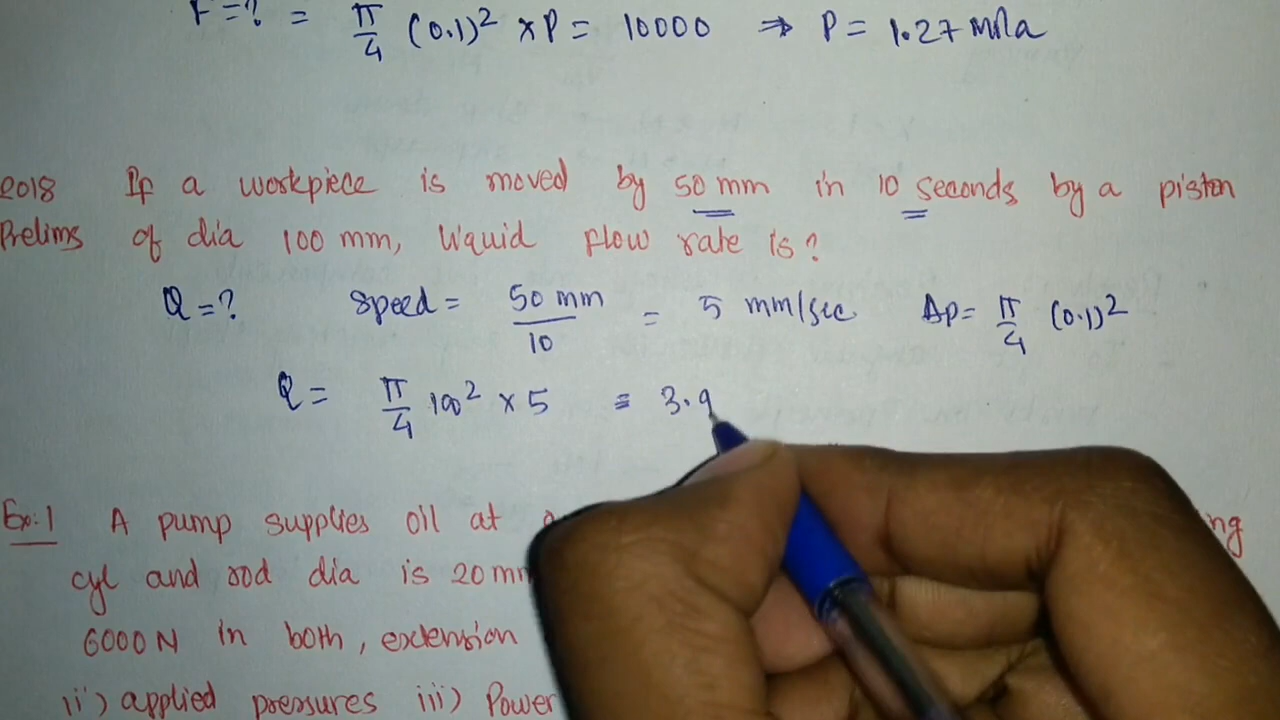 F = ? = π/4 (0.1)² × P = 10000 ⇒ P = 1.27 MPa
2018 If a workpiece is moved by 50 mm in 10 seconds by a piston
Prelims of dia 100 mm, liquid flow rate is?
Q = ? Speed = 50 mm/10 = 5 mm/sec Ap = π/4 (0.1)²
Q = π/4 100² × 5 = 3.9
Ex:1 A pump supplies oil at
cyl and rod dia is 20mm
6000N in both, extension
ii) applied pressures iii) Power